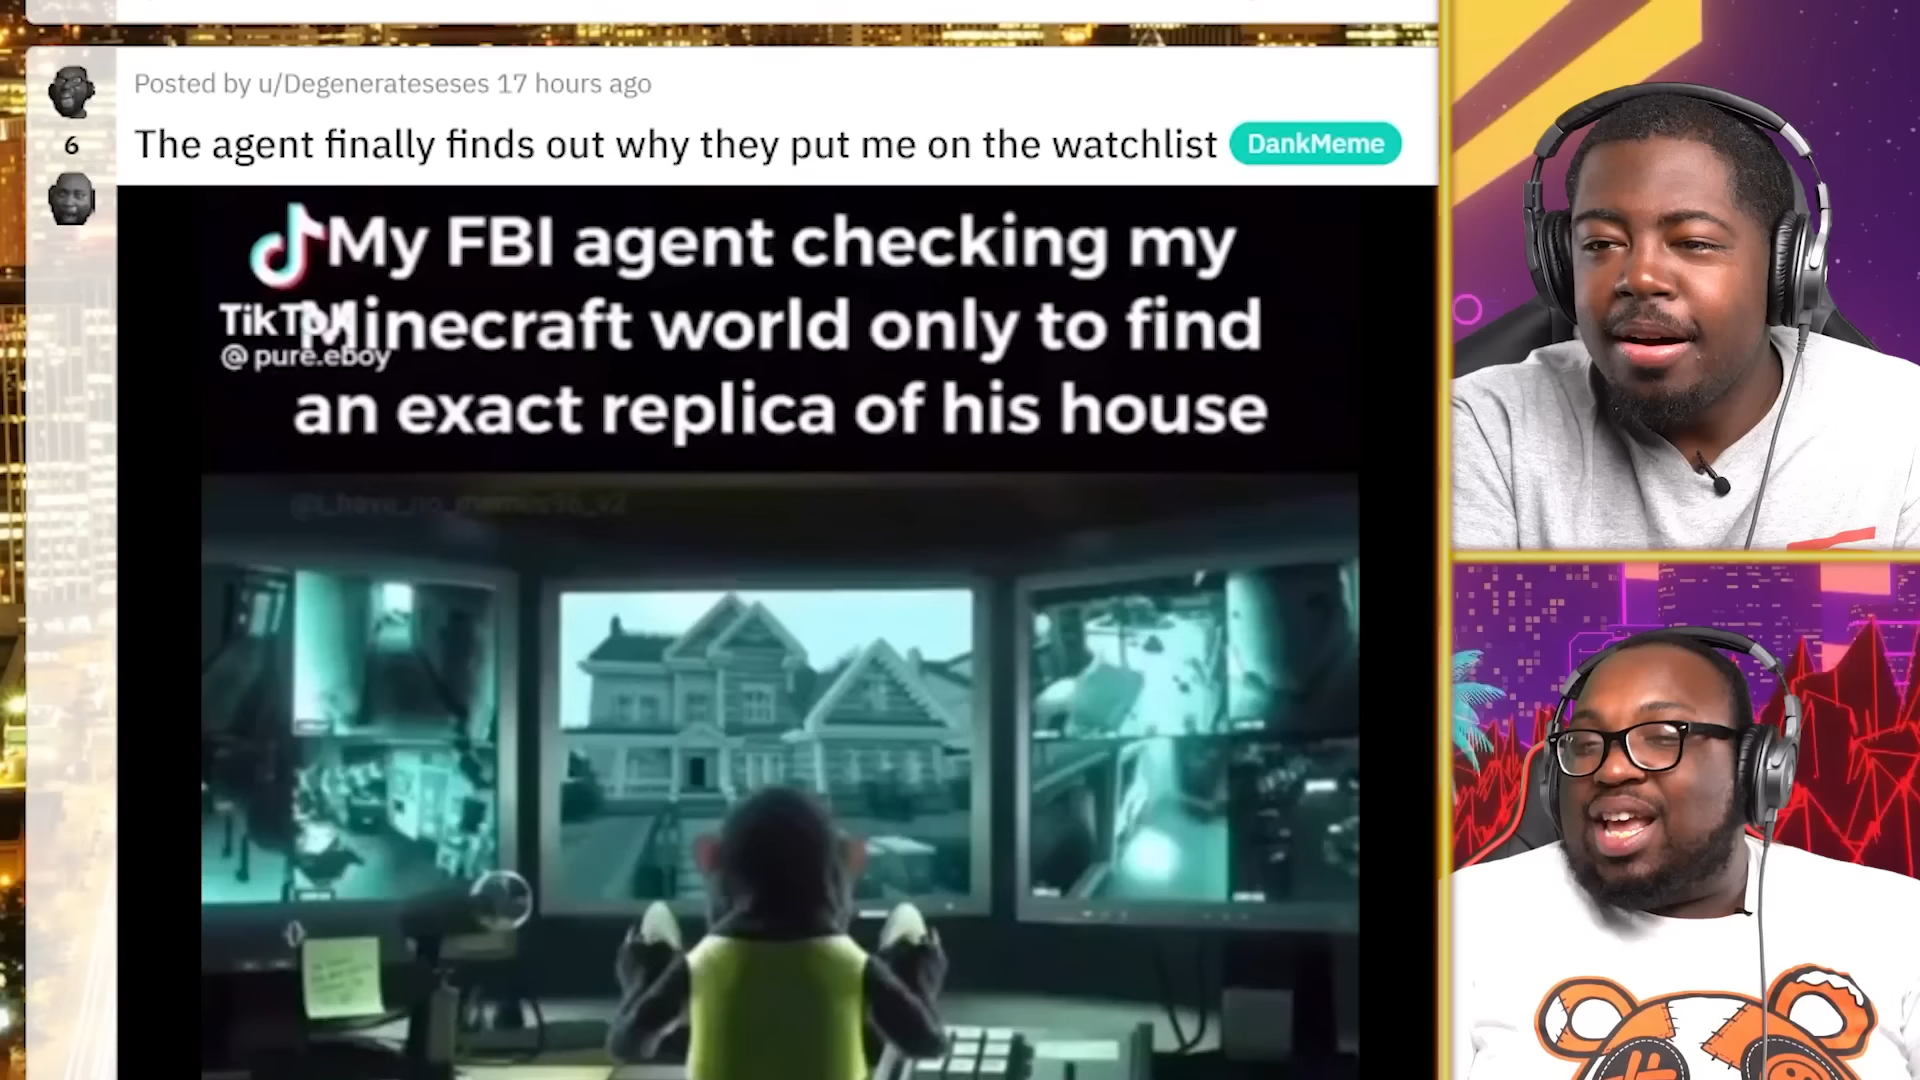 Posted by u/Degenerateseses 17 hours ago
6
The agent finally finds out why they put me on the watchlist
DankMeme
My FBI agent checking my
Minecraft world only to find
an exact replica of his house
TikTok
@pure.eboy